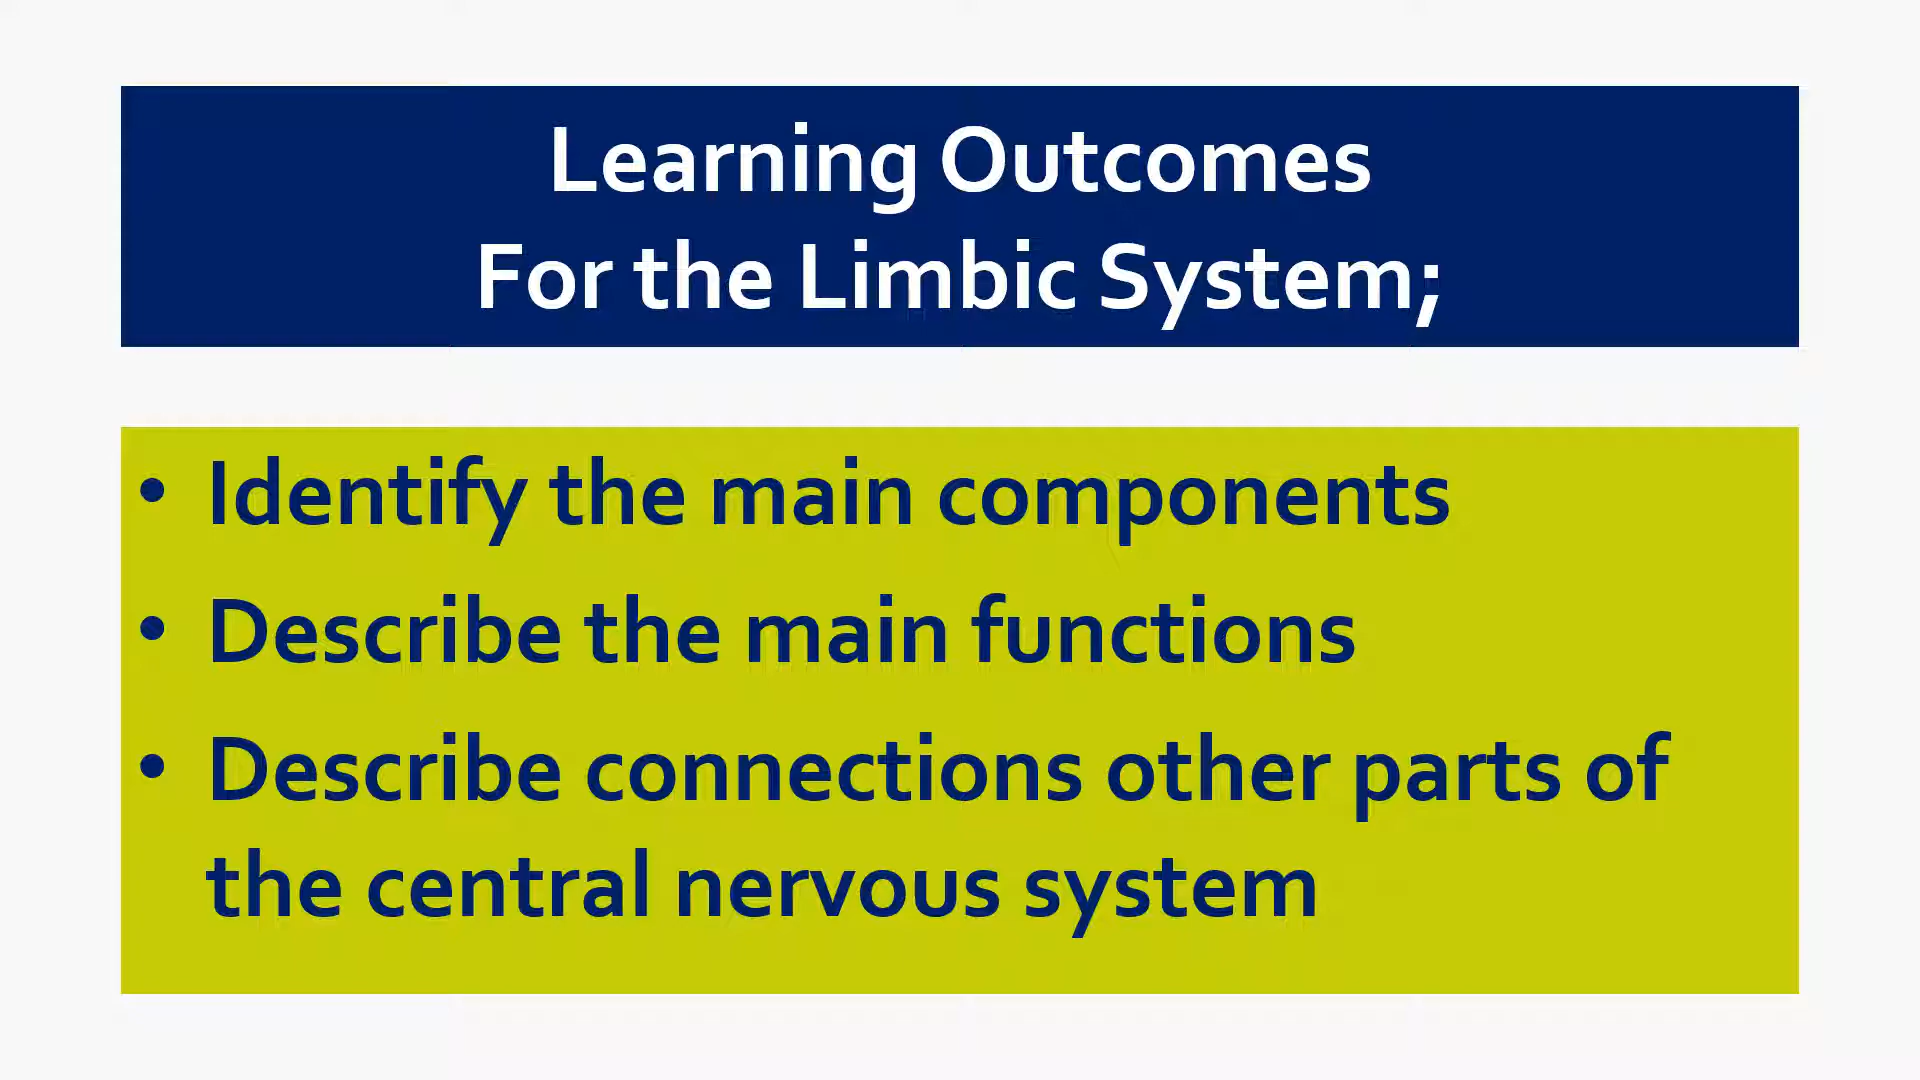 Learning Outcomes
For the Limbic System;
• Identify the main components
• Describe the main functions
• Describe connections other parts of
the central nervous system